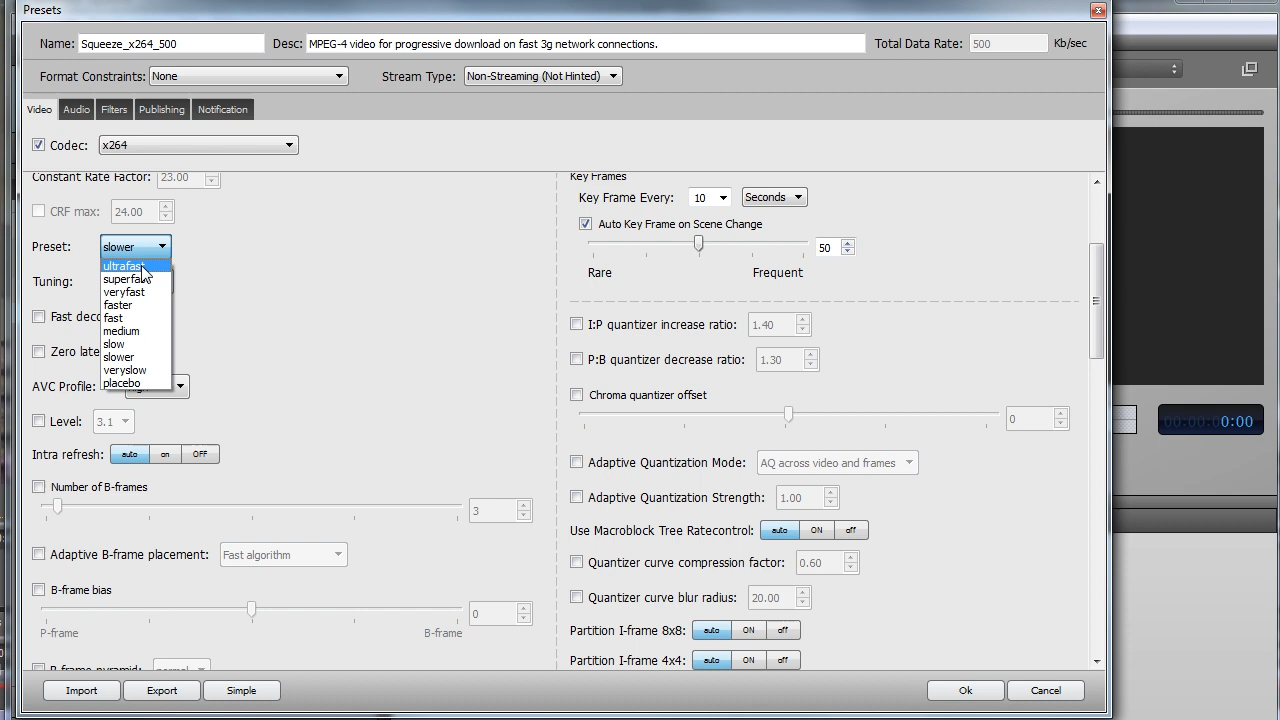 Presets
Name: Squeeze_x264_500 Desc: MPEG-4 video for progressive download on fast 3g network connections. Total Data Rate: 500 Kb/sec
Format Constraints: None Stream Type: Non-Streaming (Not Hinted)
Video Audio Filters Publishing Notification
Codec: x264
Constant Rate Factor: 23.00
CRF max: 24.00
Preset: slower
ultrafast
superfast
veryfast
faster
fast
medium
slow
slower
veryslow
placebo
Tuning:
Fast
Zero
AVC Profile:
Level: 3.1
Intra refresh: auto on OFF
Number of B-frames
3
Adaptive B-frame placement: Fast algorithm
B-frame bias
0
P-frame B-frame
B-frame pyramid: normal
Key Frames
Key Frame Every: 10 Seconds
Auto Key Frame on Scene Change
50
Rare Frequent
I:P quantizer increase ratio: 1.40
P:B quantizer decrease ratio: 1.30
Chroma quantizer offset
0
Adaptive Quantization Mode: AQ across video and frames
Adaptive Quantization Strength: 1.00
Use Macroblock Tree Ratecontrol: auto ON off
Quantizer curve compression factor: 0.60
Quantizer curve blur radius: 20.00
Partition I-frame 8x8: auto ON off
Partition I-frame 4x4: auto ON off
Import Export Simple Ok Cancel
00:00:00:00